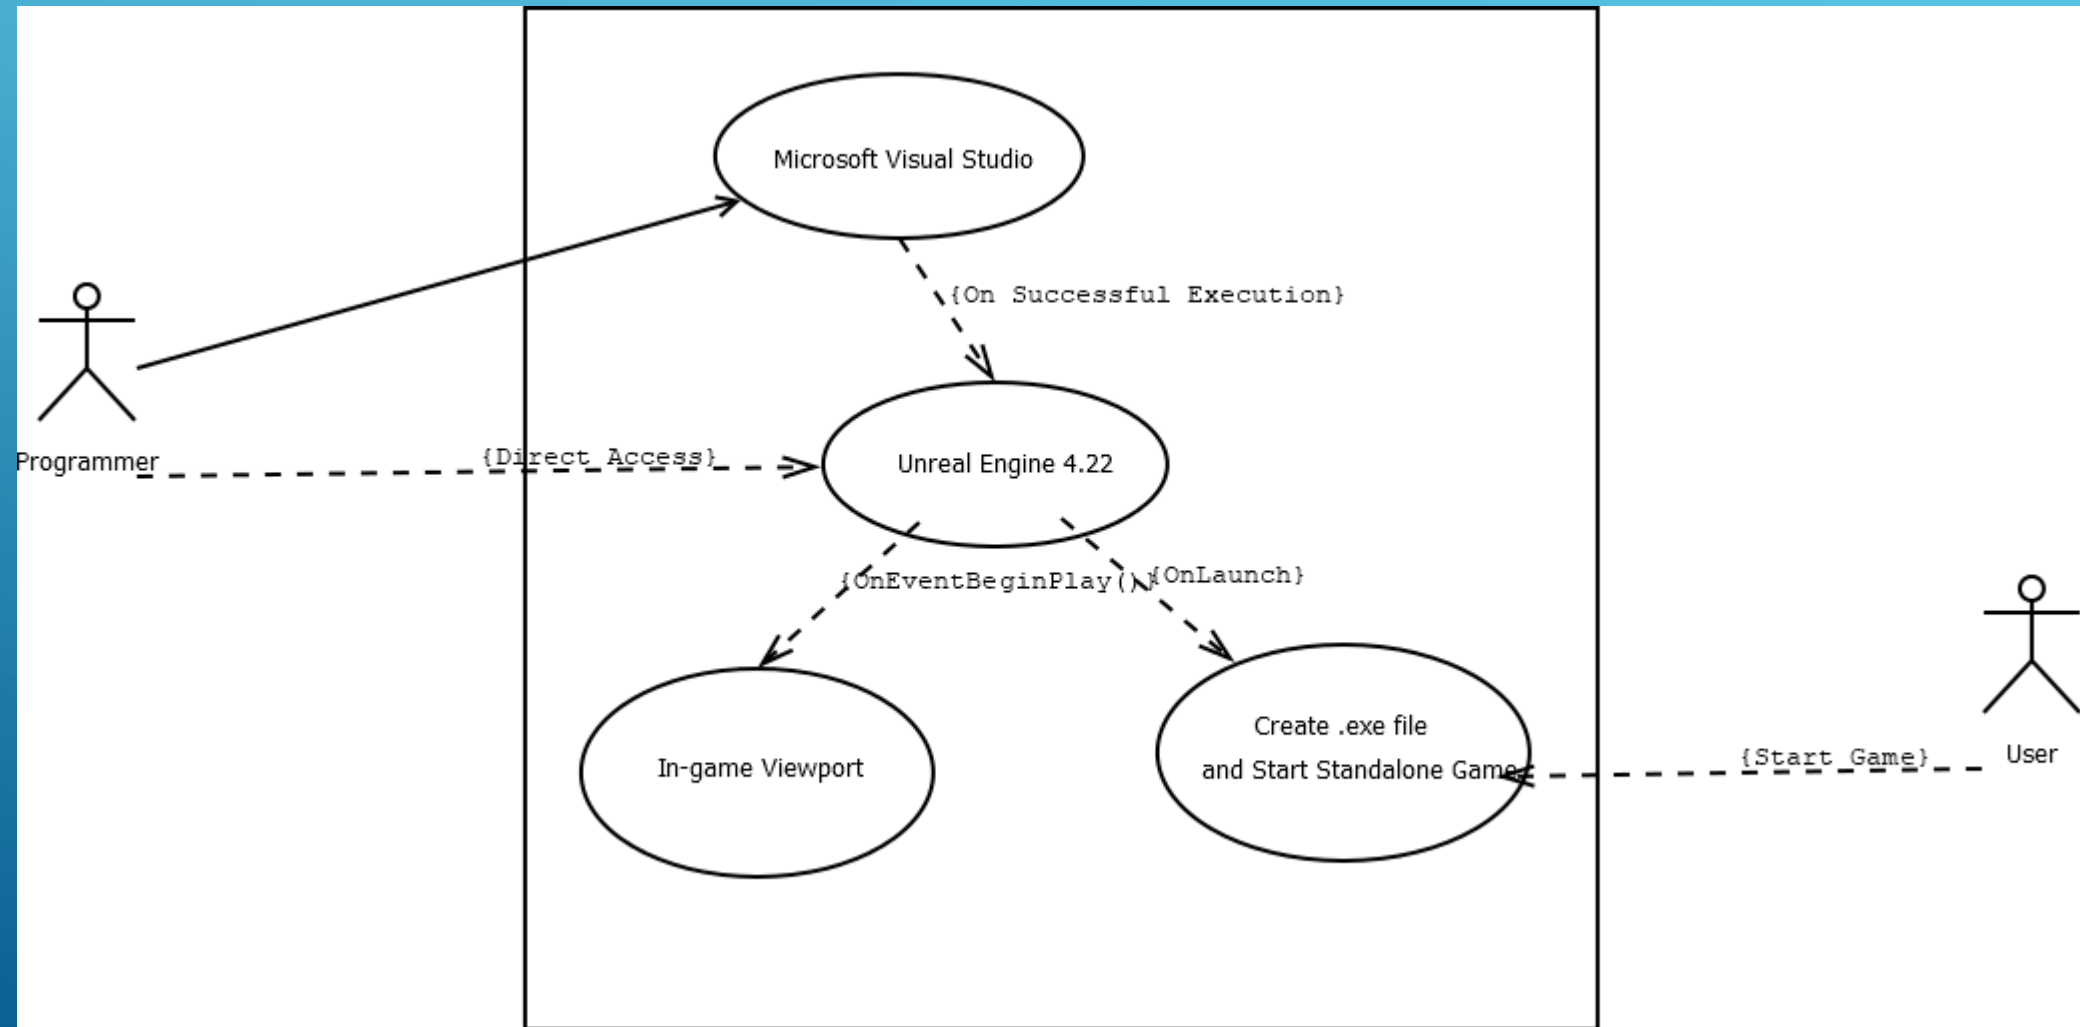 Microsoft Visual Studio
{On Successful Execution}
Programmer
{Direct Access}
Unreal Engine 4.22
{OnEventBeginPlay()}
{OnLaunch}
Create .exe file
and Start Standalone Game
In-game Viewport
{Start Game}
User